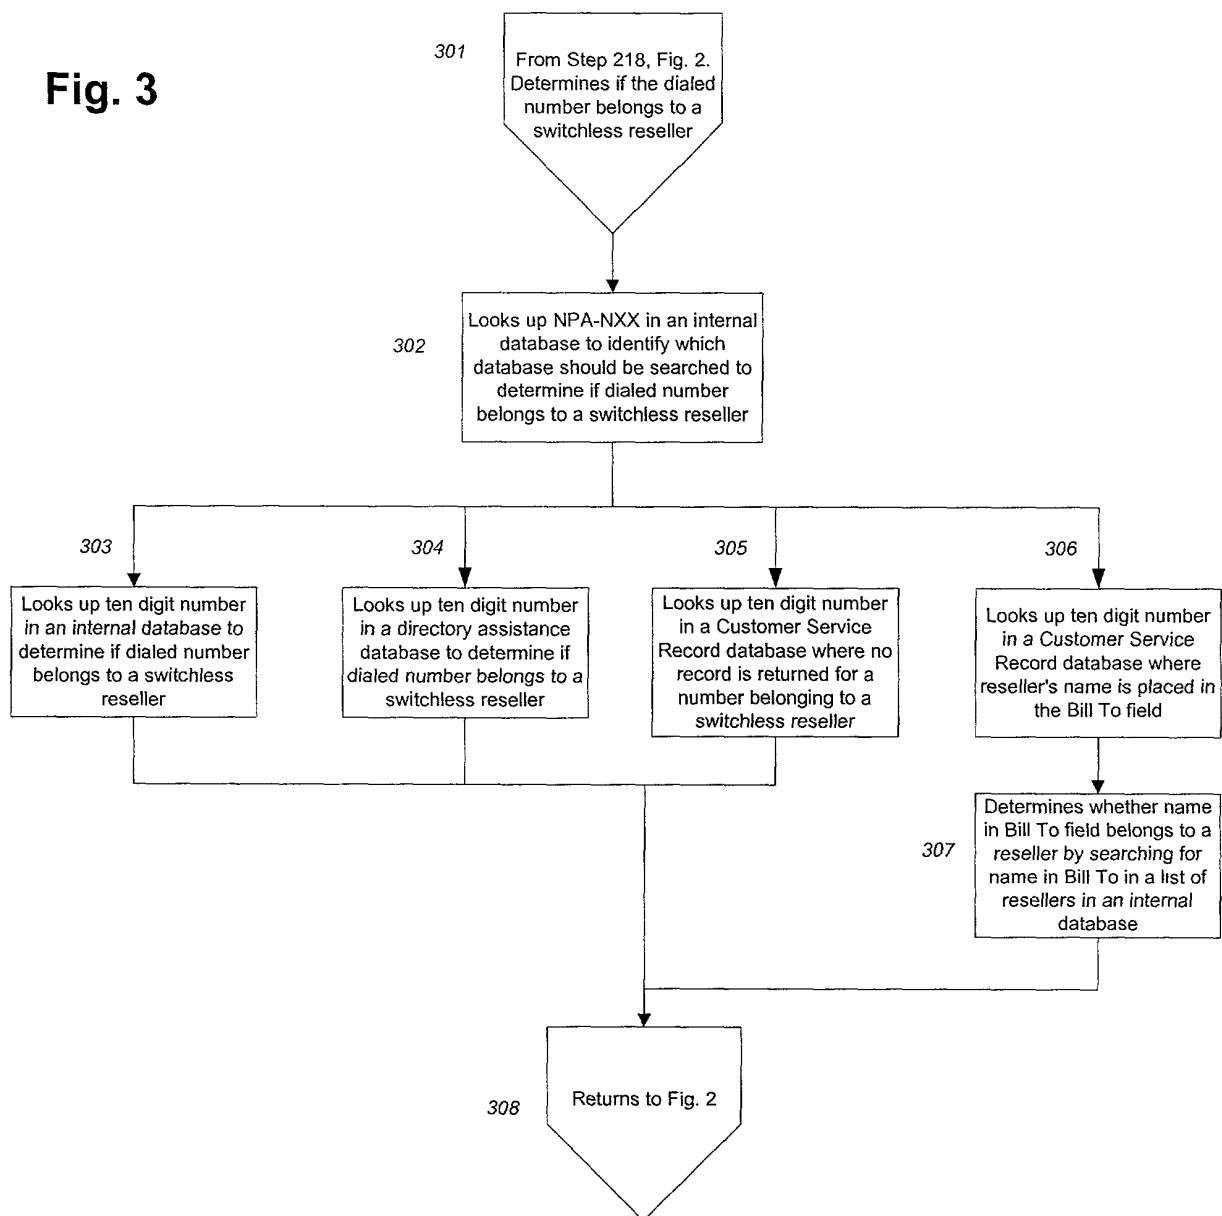 Fig. 3
301
From Step 218, Fig. 2.
Determines if the dialed
number belongs to a
switchless reseller
302
Looks up NPA-NXX in an internal
database to identify which
database should be searched to
determine if dialed number
belongs to a switchless reseller
303
Looks up ten digit number
in an internal database to
determine if dialed number
belongs to a switchless
reseller
304
Looks up ten digit number
in a directory assistance
database to determine if
dialed number belongs to a
switchless reseller
305
Looks up ten digit number
in a Customer Service
Record database where no
record is returned for a
number belonging to a
switchless reseller
306
Looks up ten digit number
in a Customer Service
Record database where
reseller's name is placed in
the Bill To field
307
Determines whether name
in Bill To field belongs to a
reseller by searching for
name in Bill To in a list of
resellers in an internal
database
308
Returns to Fig. 2